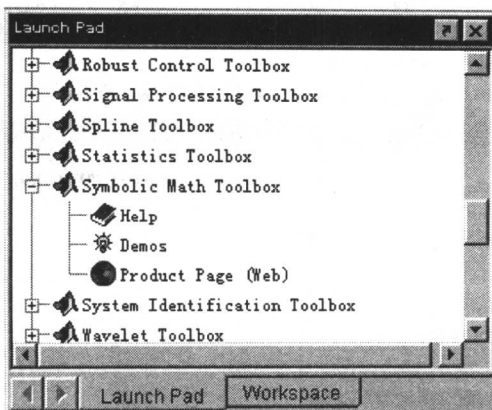 Launch Pad
Robust Control Toolbox
Signal Processing Toolbox
Spline Toolbox
Statistics Toolbox
Symbolic Math Toolbox
Help
Demos
Product Page (Web)
System Identification Toolbox
Wavelet Toolbox
Launch Pad Workspace